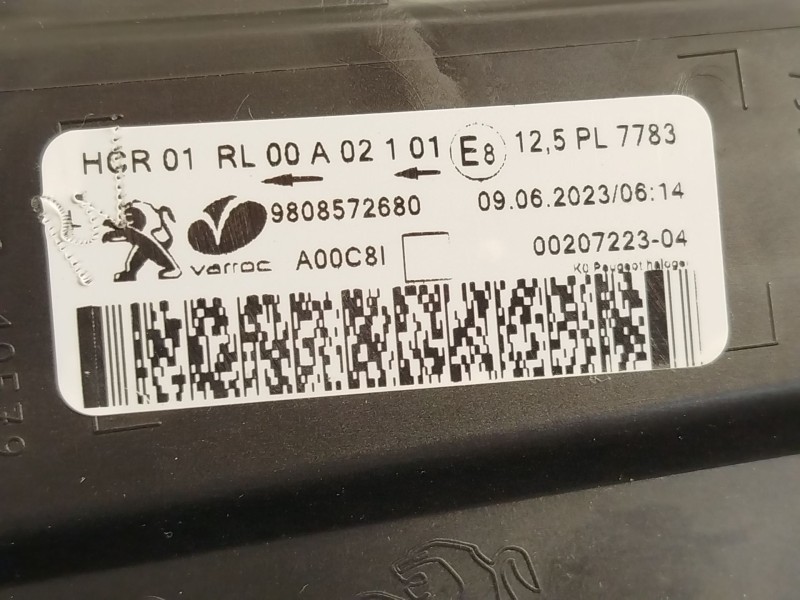 HCR 01 RL 00 A 02 1 01 E8 12,5 PL 7783
9808572680 09.06.2023/06:14
varroc A00C8I 00207223-04
K0 Peugeot haloge